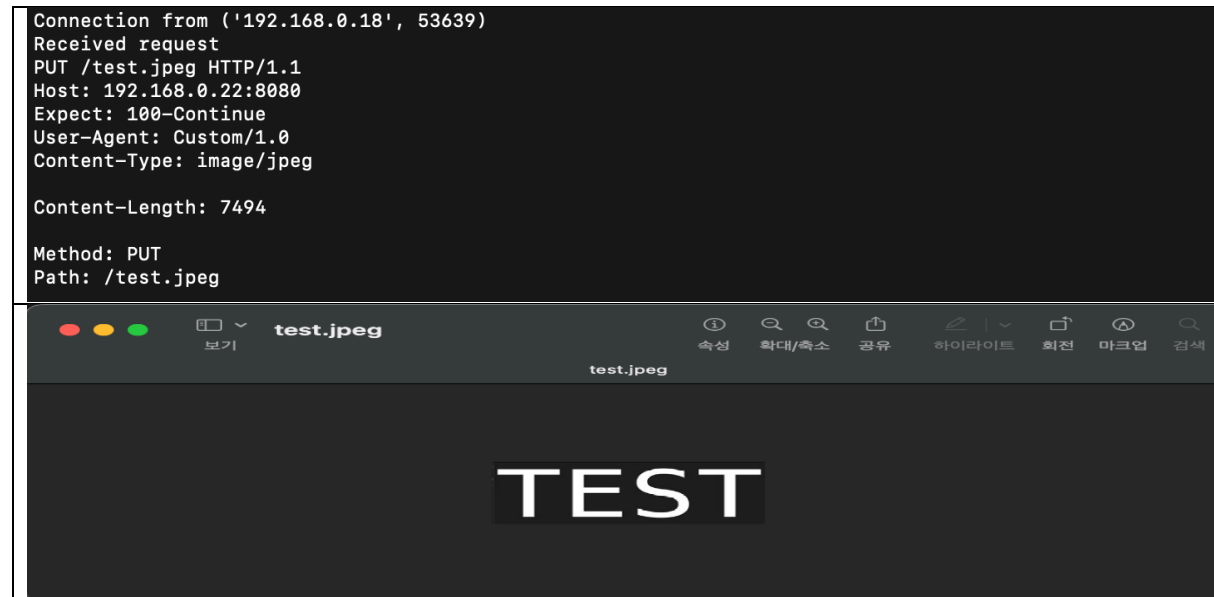 Connection from ('192.168.0.18', 53639)
Received request
PUT /test.jpeg HTTP/1.1
Host: 192.168.0.22:8080
Expect: 100-Continue
User-Agent: Custom/1.0
Content-Type: image/jpeg
Content-Length: 7494
Method: PUT
Path: /test.jpeg
test.jpeg
보기 속성 확대/축소 공유 하이라이트 회전 마크업 검색
test.jpeg
TEST